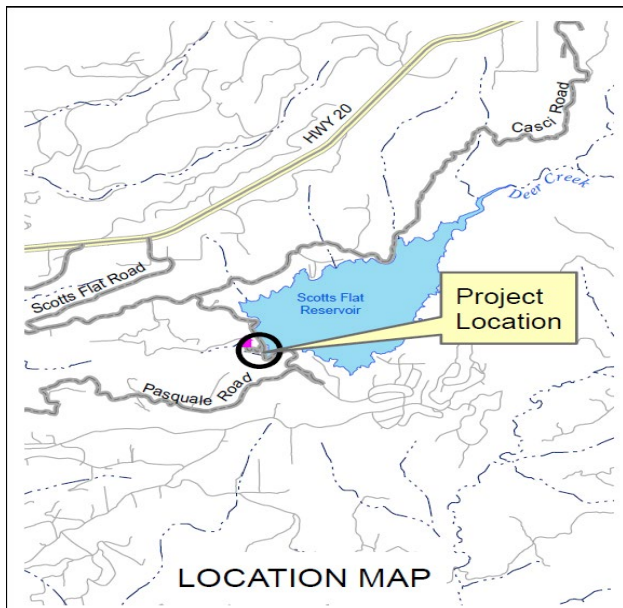 HWY 20
Casci Road
Deer Creek
Scotts Flat Road
Scotts Flat
Reservoir
Project
Location
Pasquale Road
LOCATION MAP